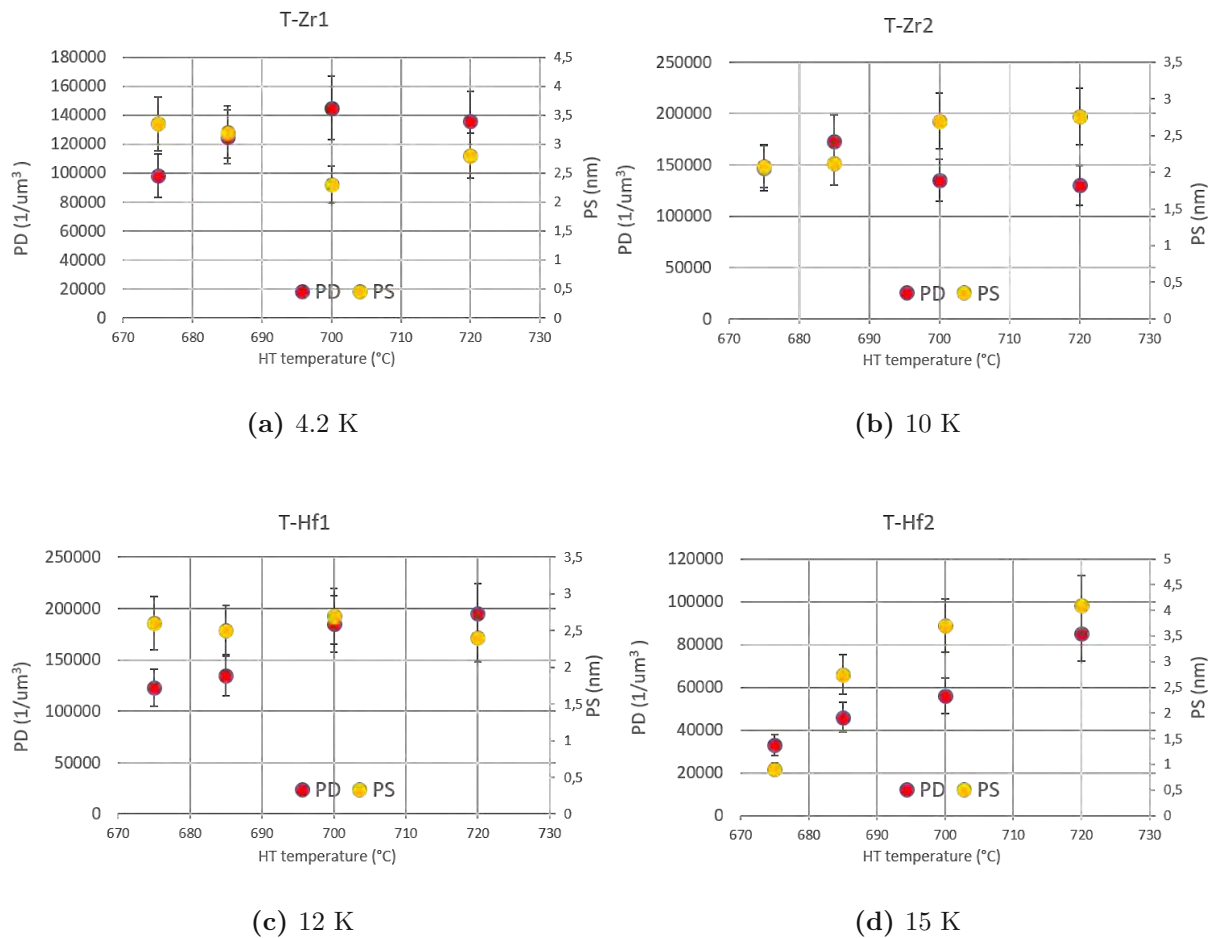 T-Zr1
180000
160000
140000
120000
100000
80000
60000
40000
20000
0
4,5
4
3,5
3
2,5
2
1,5
1
0,5
0
PD (1/um³)
PS (nm)
PD PS
670 680 690 700 710 720 730
HT temperature (°C)
(a) 4.2 K
T-Zr2
250000
200000
150000
100000
50000
0
3,5
3
2,5
2
1,5
1
0,5
0
PD (1/um³)
PS (nm)
PD PS
670 680 690 700 710 720 730
HT temperature (°C)
(b) 10 K
T-Hf1
250000
200000
150000
100000
50000
0
3,5
3
2,5
2
1,5
1
0,5
0
PD (1/um³)
PS (nm)
PD PS
670 680 690 700 710 720 730
HT temperature (°C)
(c) 12 K
T-Hf2
120000
100000
80000
60000
40000
20000
0
5
4,5
4
3,5
3
2,5
2
1,5
1
0,5
0
PD (1/um³)
PS (nm)
PD PS
670 680 690 700 710 720 730
HT temperature (°C)
(d) 15 K